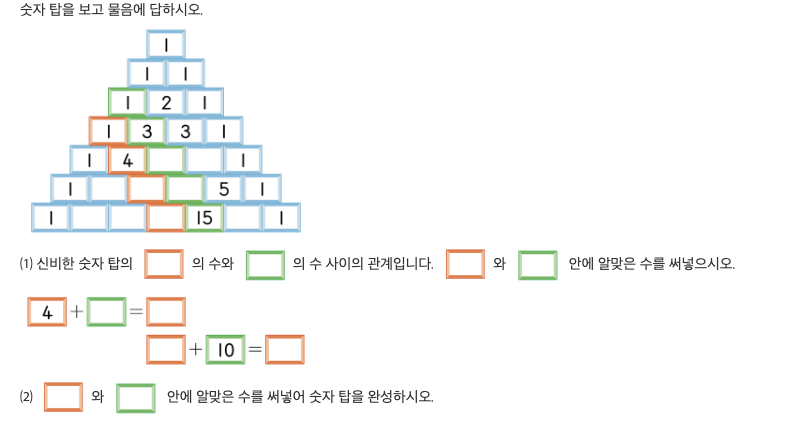 숫자 탑을 보고 물음에 답하시오.
1
1 1
1 2 1
1 3 3 1
1 4 1
1 5 1
1 15 1
(1) 신비한 숫자 탑의 의 수와 의 수 사이의 관계입니다. 와 안에 알맞은 수를 써넣으시오.
4 + =
+ 10 =
(2) 와 안에 알맞은 수를 써넣어 숫자 탑을 완성하시오.